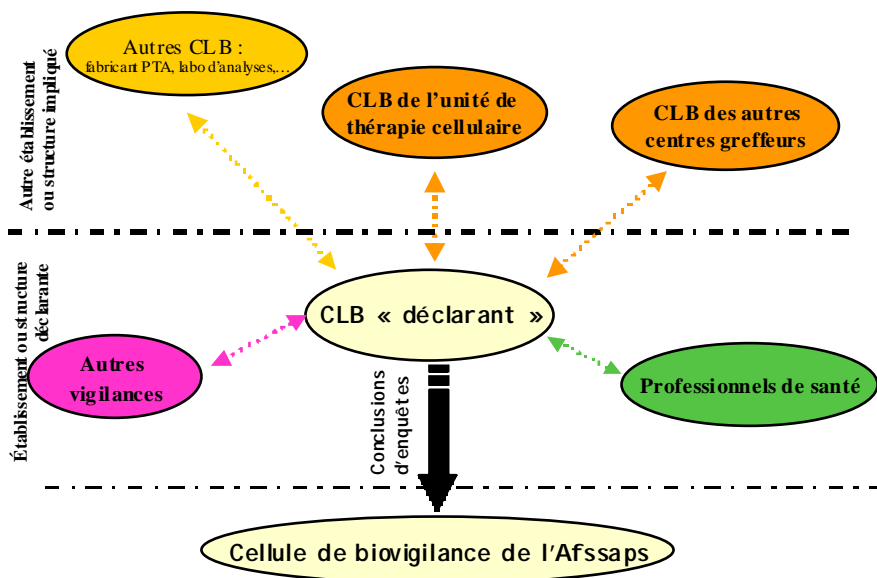 Autres CLB :
fabricant PTA, labo d'analyses,…
CLB de l'unité de
thérapie cellulaire
CLB des autres
centres greffeurs
Autre établissement
ou structure impliqué
CLB « déclarant »
Établissement ou structure
déclarante
Autres
vigilances
Professionnels de santé
Conclusions
d'enquêtes
Cellule de biovigilance de l'Afssaps